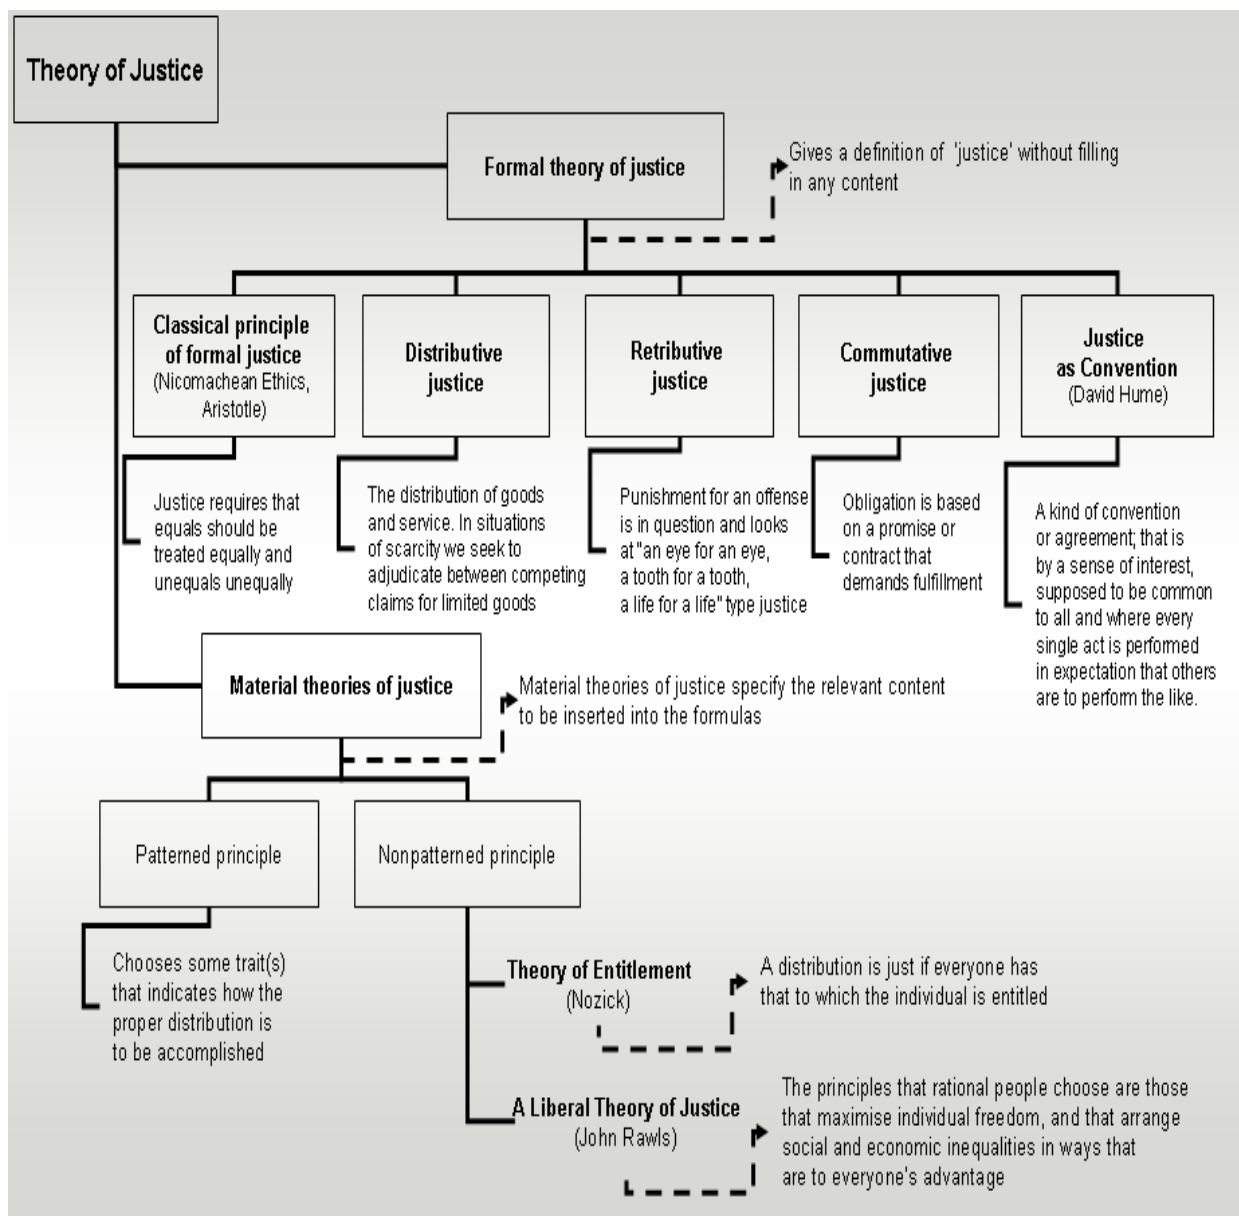 Theory of Justice
Formal theory of justice
Gives a definition of 'justice' without filling
in any content
Classical principle
of formal justice
(Nicomachean Ethics,
Aristotle)
Distributive
justice
Retributive
justice
Commutative
justice
Justice
as Convention
(David Hume)
Justice requires that
equals should be
treated equally and
unequals unequally
The distribution of goods
and service. In situations
of scarcity we seek to
adjudicate between competing
claims for limited goods
Punishment for an offense
is in question and looks
at "an eye for an eye,
a tooth for a tooth,
a life for a life" type justice
Obligation is based
on a promise or
contract that
demands fulfillment
A kind of convention
or agreement; that is
by a sense of interest,
supposed to be common
to all and where every
single act is performed
in expectation that others
are to perform the like.
Material theories of justice
Material theories of justice specify the relevant content
to be inserted into the formulas
Patterned principle
Nonpatterned principle
Chooses some trait(s)
that indicates how the
proper distribution is
to be accomplished
Theory of Entitlement
(Nozick)
A distribution is just if everyone has
that to which the individual is entitled
A Liberal Theory of Justice
(John Rawls)
The principles that rational people choose are those
that maximise individual freedom, and that arrange
social and economic inequalities in ways that
are to everyone's advantage